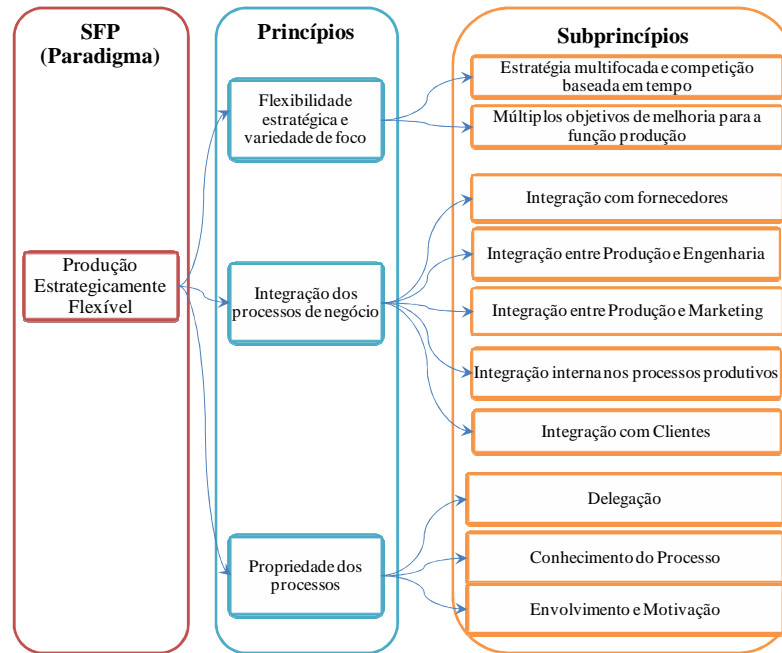 SFP
(Paradigma)
Produção
Estrategicamente
Flexível
Princípios
Flexibilidade
estratégica e
variedade de foco
Integração dos
processos de negócio
Propriedade dos
processos
Subprincípios
Estratégia multifocada e competição
baseada em tempo
Múltiplos objetivos de melhoria para a
função produção
Integração com fornecedores
Integração entre Produção e Engenharia
Integração entre Produção e Marketing
Integração interna nos processos produtivos
Integração com Clientes
Delegação
Conhecimento do Processo
Envolvimento e Motivação